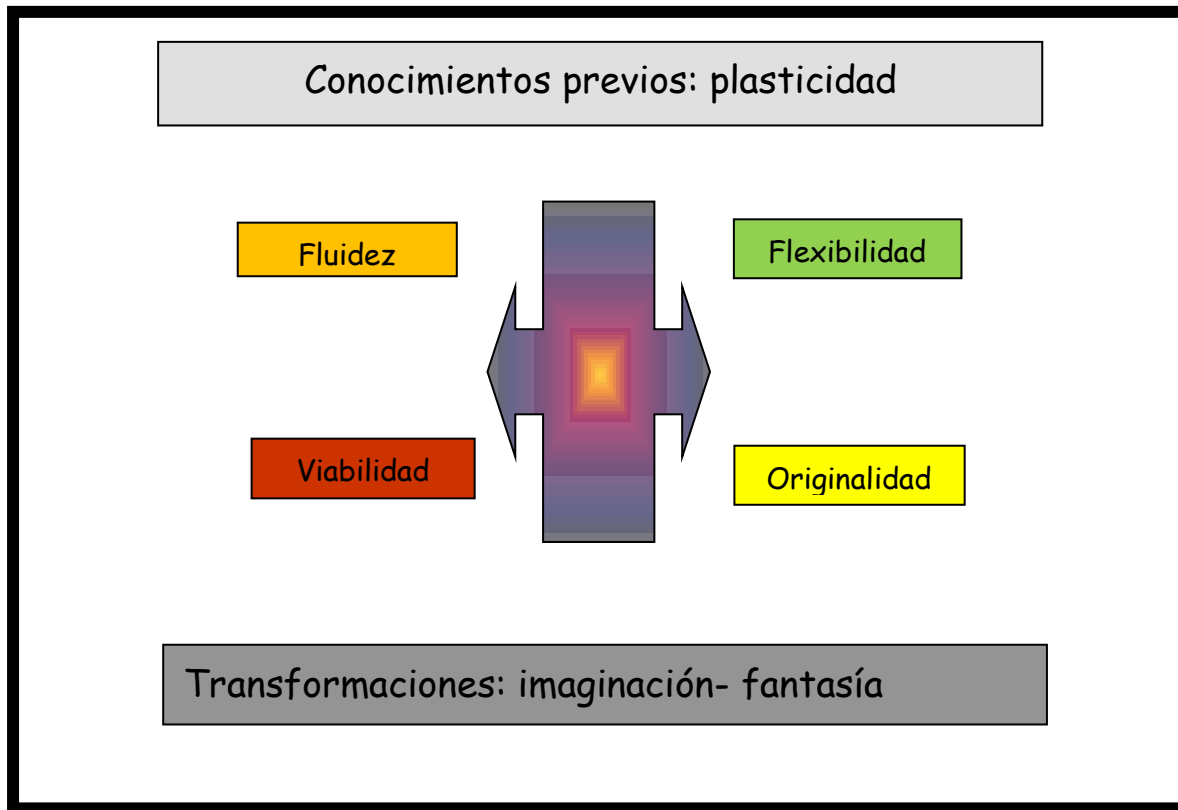 Conocimientos previos: plasticidad
Fluidez
Flexibilidad
Viabilidad
Originalidad
Transformaciones: imaginación- fantasía